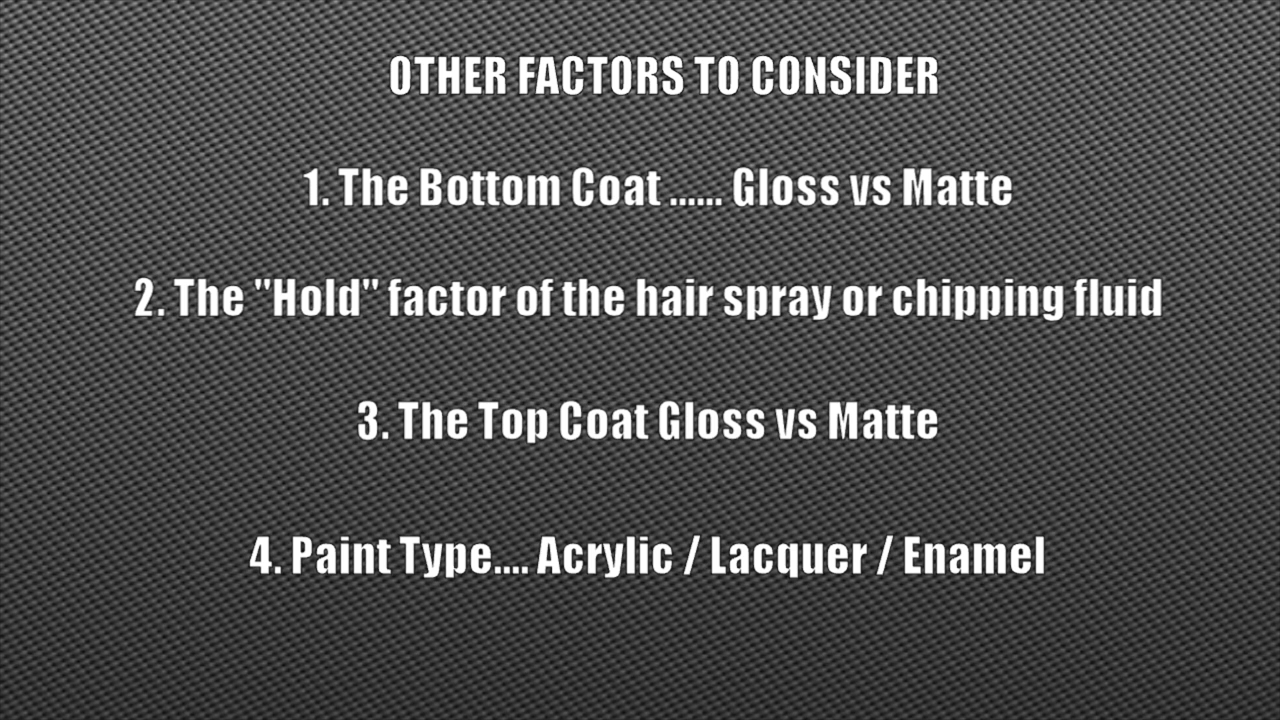 OTHER FACTORS TO CONSIDER
1. The Bottom Coat ...... Gloss vs Matte
2. The "Hold" factor of the hair spray or chipping fluid
3. The Top Coat Gloss vs Matte
4. Paint Type.... Acrylic / Lacquer / Enamel